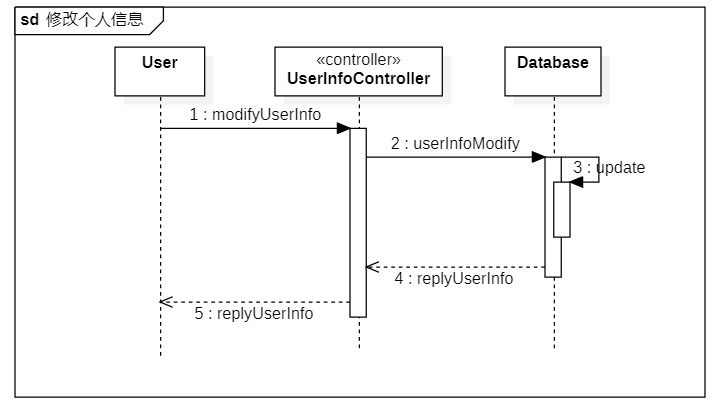 sd 修改个人信息
User
«controller»
UserInfoController
Database
1 : modifyUserInfo
2 : userInfoModify
3 : update
4 : replyUserInfo
5 : replyUserInfo